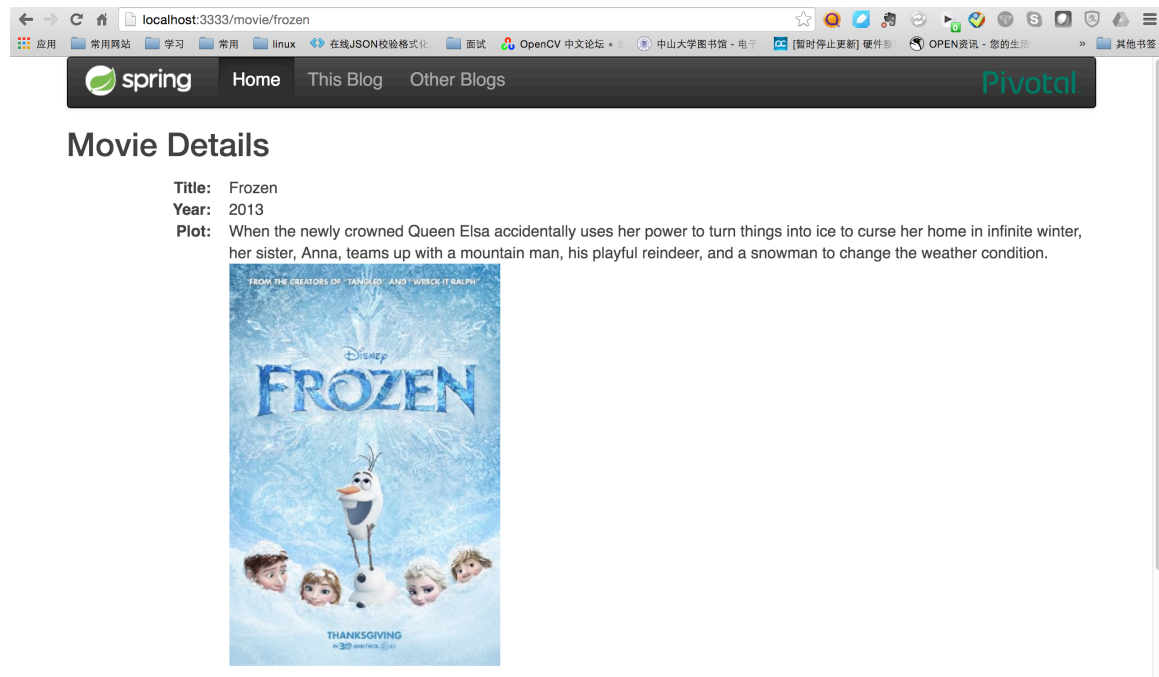 localhost:3333/movie/frozen
应用 常用网站 学习 常用 linux 在线JSON校验格式化 面试 OpenCV 中文论坛 中山大学图书馆 - 电子 [暂时停止更新] 硬件 OPEN资讯 - 您的生活 » 其他书签
spring Home This Blog Other Blogs Pivotal
Movie Details
Title: Frozen
Year: 2013
Plot: When the newly crowned Queen Elsa accidentally uses her power to turn things into ice to curse her home in infinite winter,
her sister, Anna, teams up with a mountain man, his playful reindeer, and a snowman to change the weather condition.
FROM THE CREATORS OF "TANGLED" AND "WRECK-IT RALPH"
DISNEY
FROZEN
THANKSGIVING
IN 3D AND REAL D 3D